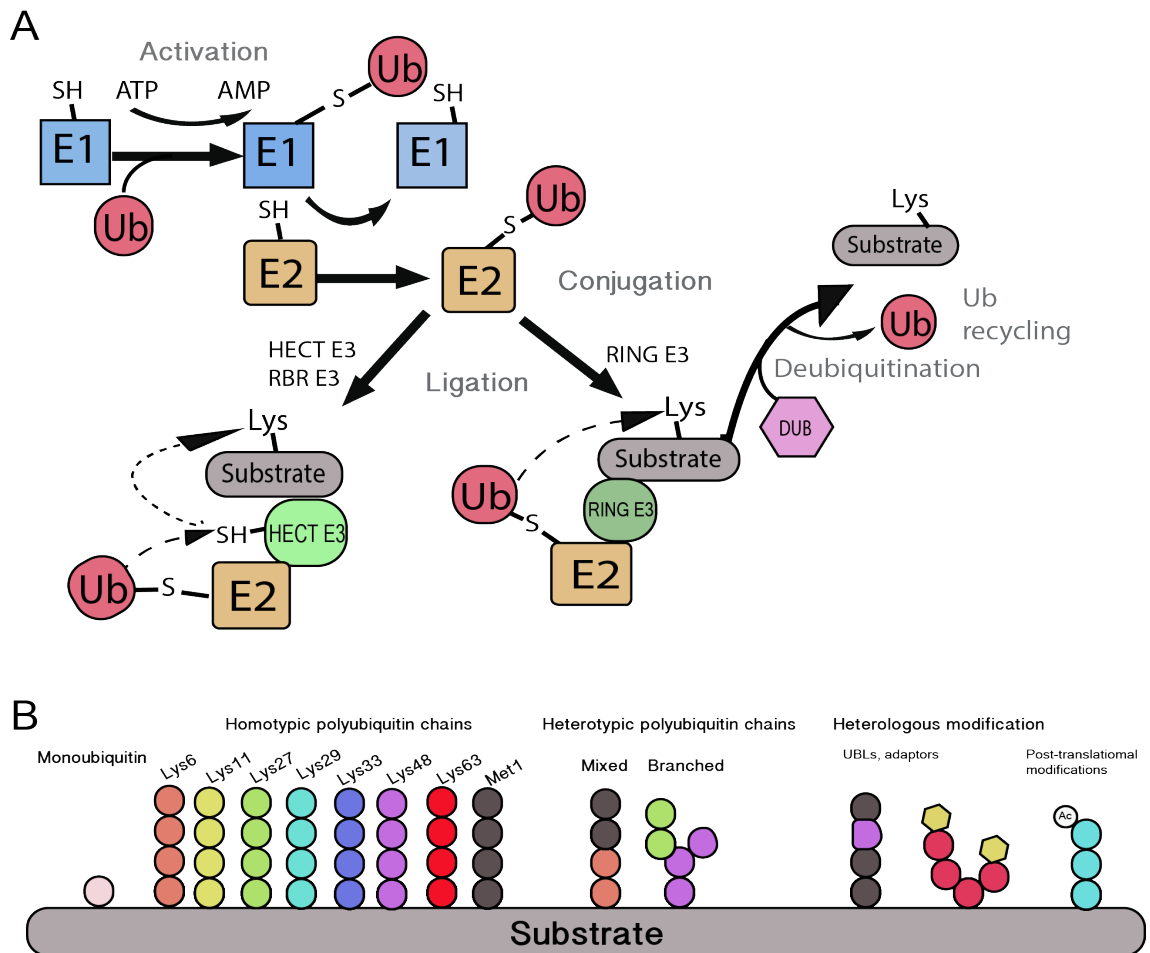 A
Activation
SH
ATP
AMP
S
Ub
SH
E1
E1
E1
Ub
SH
E2
S
Ub
E2
Conjugation
Lys
Substrate
Ub
Ub
recycling
Deubiquitination
DUB
HECT E3
RBR E3
Ligation
RING E3
Lys
Substrate
SH
HECT E3
Ub
S
E2
Lys
Substrate
Ub
S
RING E3
E2
B
Homotypic polyubiquitin chains
Heterotypic polyubiquitin chains
Heterologous modification
Monoubiquitin
Lys6
Lys11
Lys27
Lys29
Lys33
Lys48
Lys63
Met1
Mixed
Branched
UBLs, adaptors
Post-translatiomal
modifications
Ac
Substrate